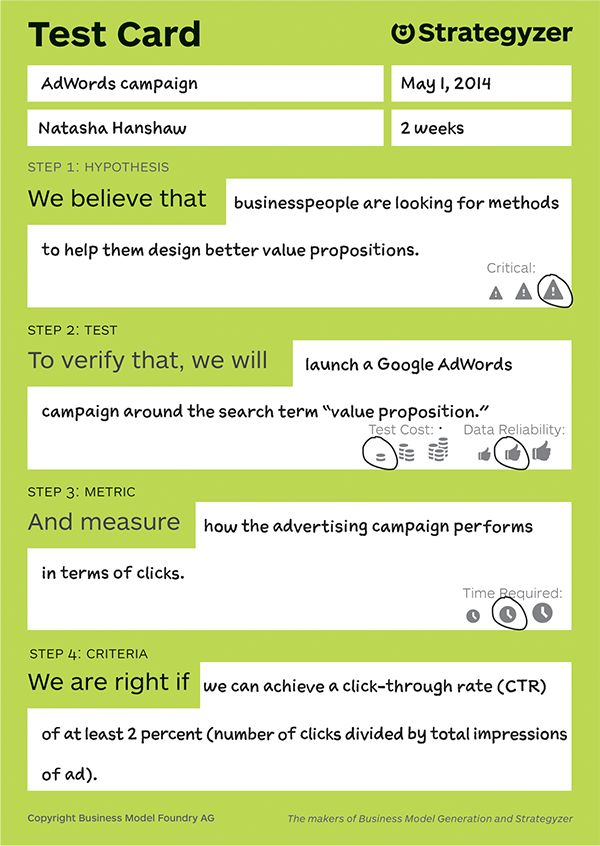 Test Card
Strategyzer
AdWords campaign
May 1, 2014
Natasha Hanshaw
2 weeks
STEP 1: HYPOTHESIS
We believe that businesspeople are looking for methods
to help them design better value propositions.
Critical:
STEP 2: TEST
To verify that, we will launch a Google AdWords
campaign around the search term “value proposition.”
Test Cost: Data Reliability:
STEP 3: METRIC
And measure how the advertising campaign performs
in terms of clicks.
Time Required:
STEP 4: CRITERIA
We are right if we can achieve a click-through rate (CTR)
of at least 2 percent (number of clicks divided by total impressions
of ad).
Copyright Business Model Foundry AG
The makers of Business Model Generation and Strategyzer